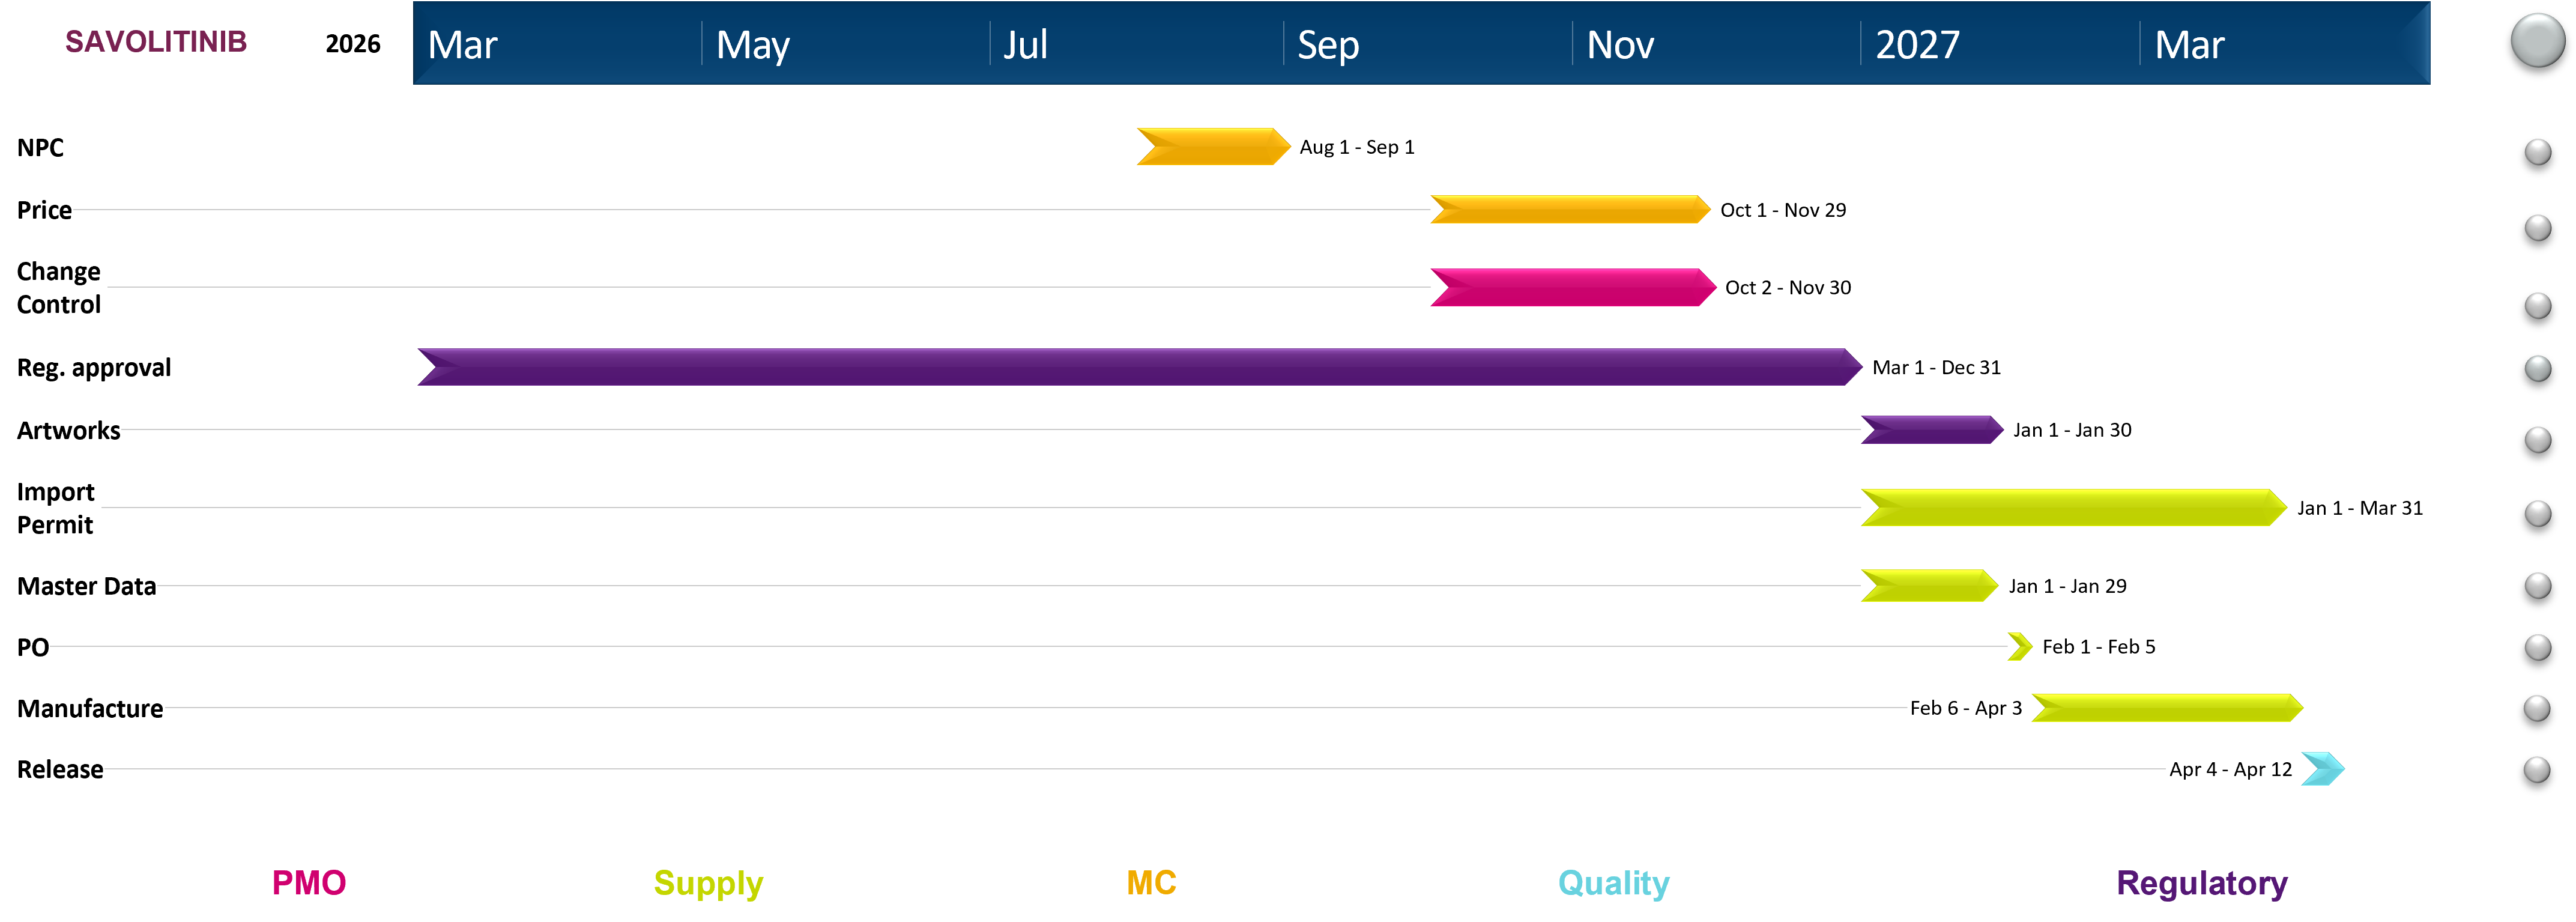 SAVOLITINIB 2026 Mar May Jul Sep Nov 2027 Mar
NPC Aug 1 - Sep 1
Price Oct 1 - Nov 29
Change
Control Oct 2 - Nov 30
Reg. approval Mar 1 - Dec 31
Artworks Jan 1 - Jan 30
Import
Permit Jan 1 - Mar 31
Master Data Jan 1 - Jan 29
PO Feb 1 - Feb 5
Manufacture Feb 6 - Apr 3
Release Apr 4 - Apr 12
PMO Supply MC Quality Regulatory